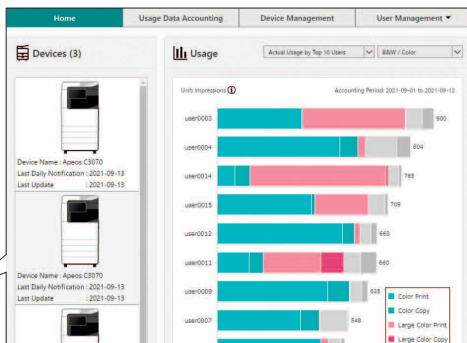 Home
Usage Data Accounting
Device Management
User Management ▼
Devices (3)
Usage
Actual Usage by Top 10 Users
B&W / Color
Unit: Impressions
Accounting Period: 2021-09-01 to 2021-09-12
user0003
900
user0004
804
user0014
user0015
709
user0012
663
user0011
660
user0009
625
user0007
548
Device Name : Apeos C3070
Last Daily Notification : 2021-09-13
Last Update : 2021-09-13
Device Name : Apeos C3070
Last Daily Notification : 2021-09-13
Last Update : 2021-09-13
Color Print
Color Copy
Large Color Print
Large Color Copy